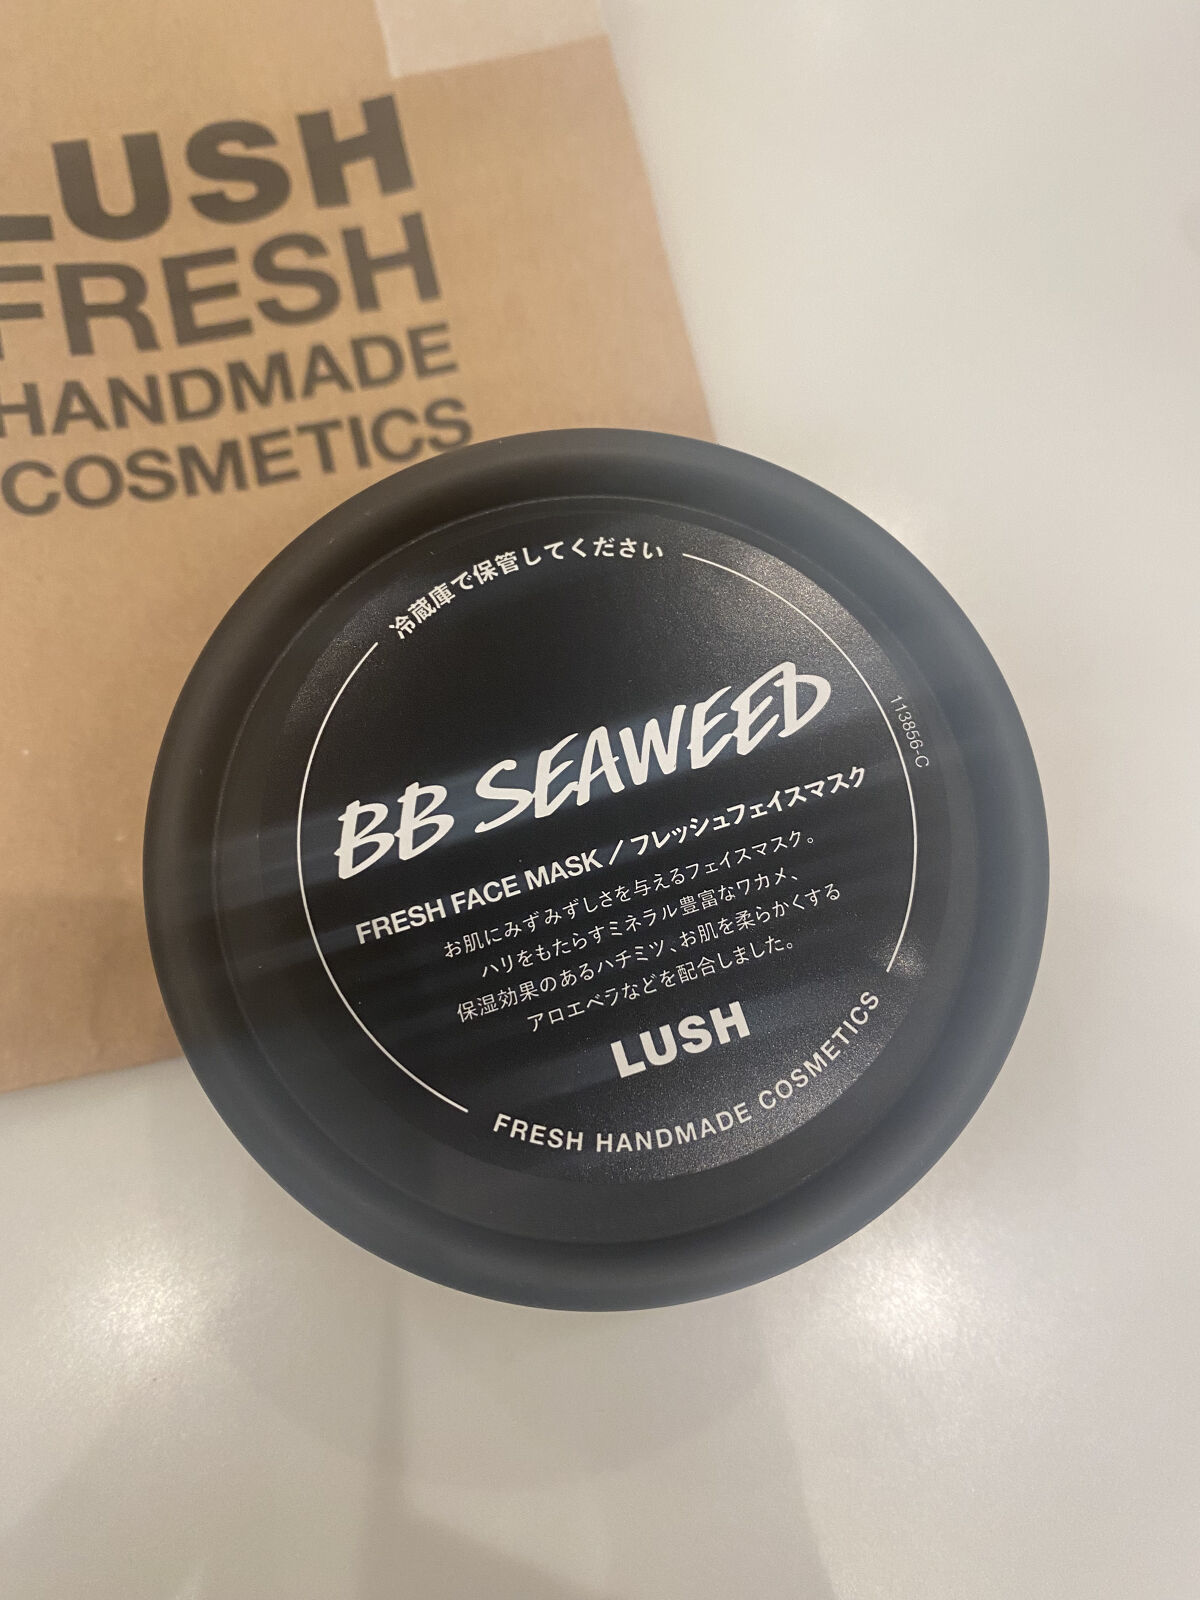 LUSH
FRESH
HANDMADE
COSMETICS
冷蔵庫で保管してください
113856-C
BB SEAWEED
FRESH FACE MASK / フレッシュフェイスマスク
お肌にみずみずしさを与えるフェイスマスク。
ハリをもたらすミネラル豊富なワカメ、
保湿効果のあるハチミツ、お肌を柔らかくする
アロエベラなどを配合しました。
LUSH
FRESH HANDMADE COSMETICS